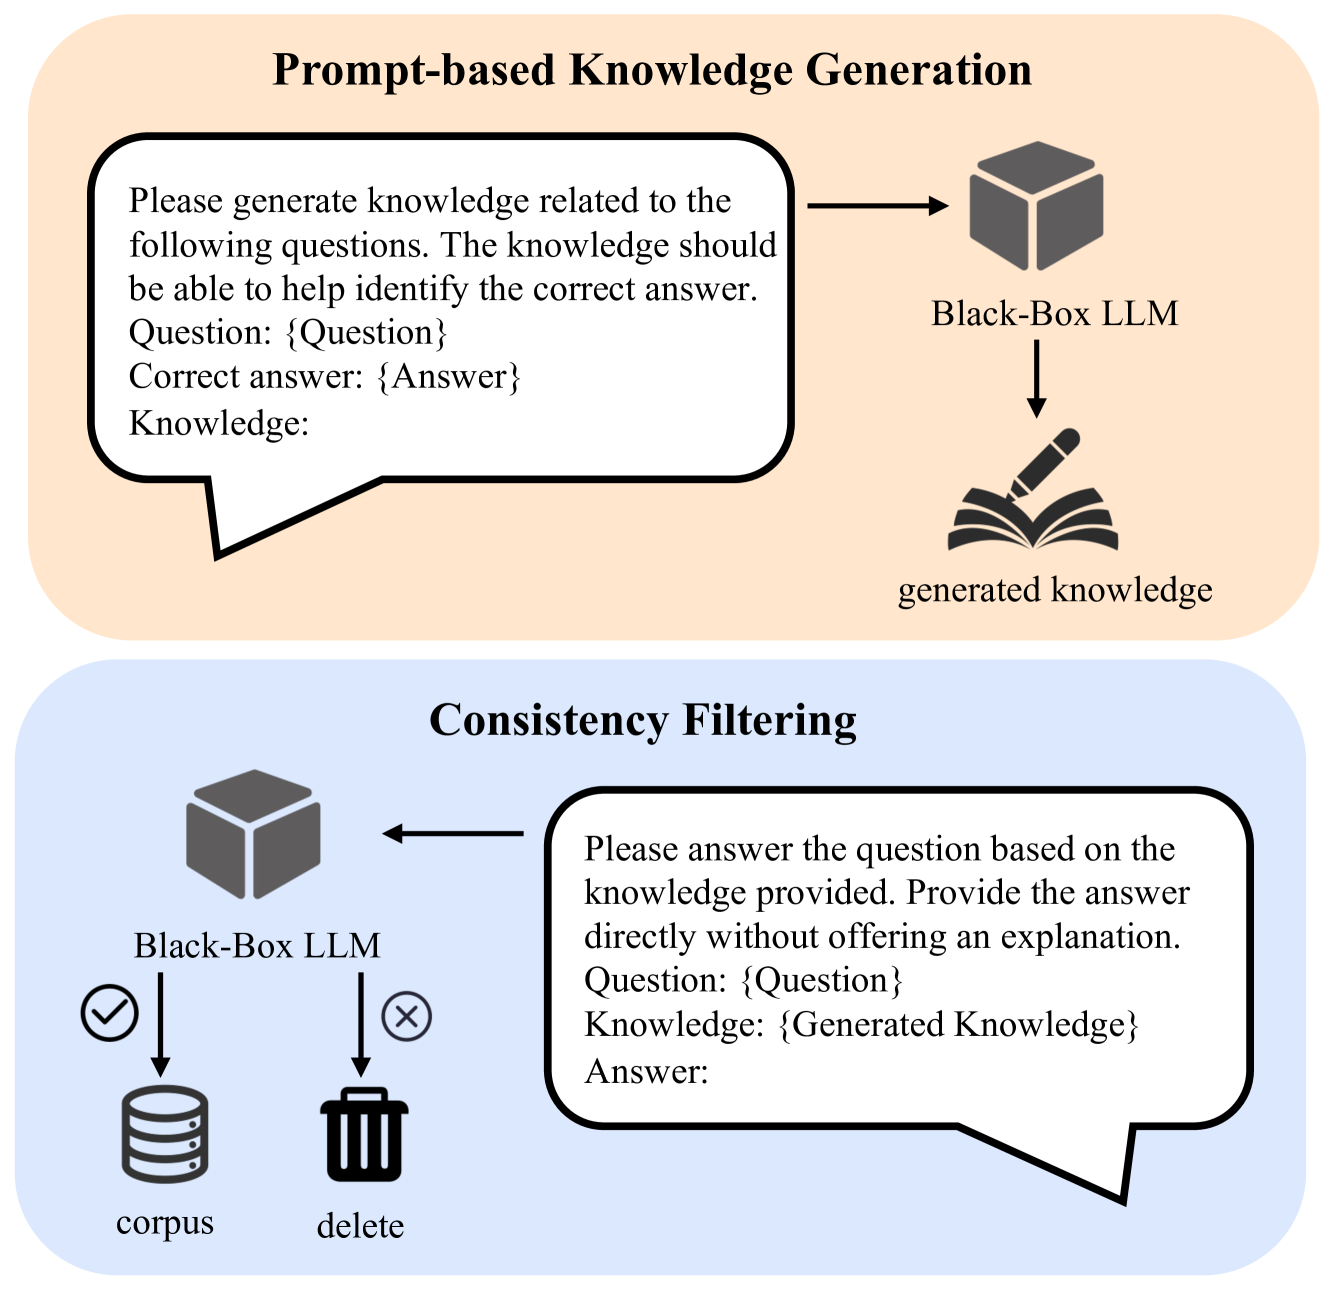 Prompt-based Knowledge Generation
Please generate knowledge related to the
following questions. The knowledge should
be able to help identify the correct answer.
Question: {Question}
Correct answer: {Answer}
Knowledge:
Black-Box LLM
generated knowledge
Consistency Filtering
Black-Box LLM
corpus
delete
Please answer the question based on the
knowledge provided. Provide the answer
directly without offering an explanation.
Question: {Question}
Knowledge: {Generated Knowledge}
Answer: